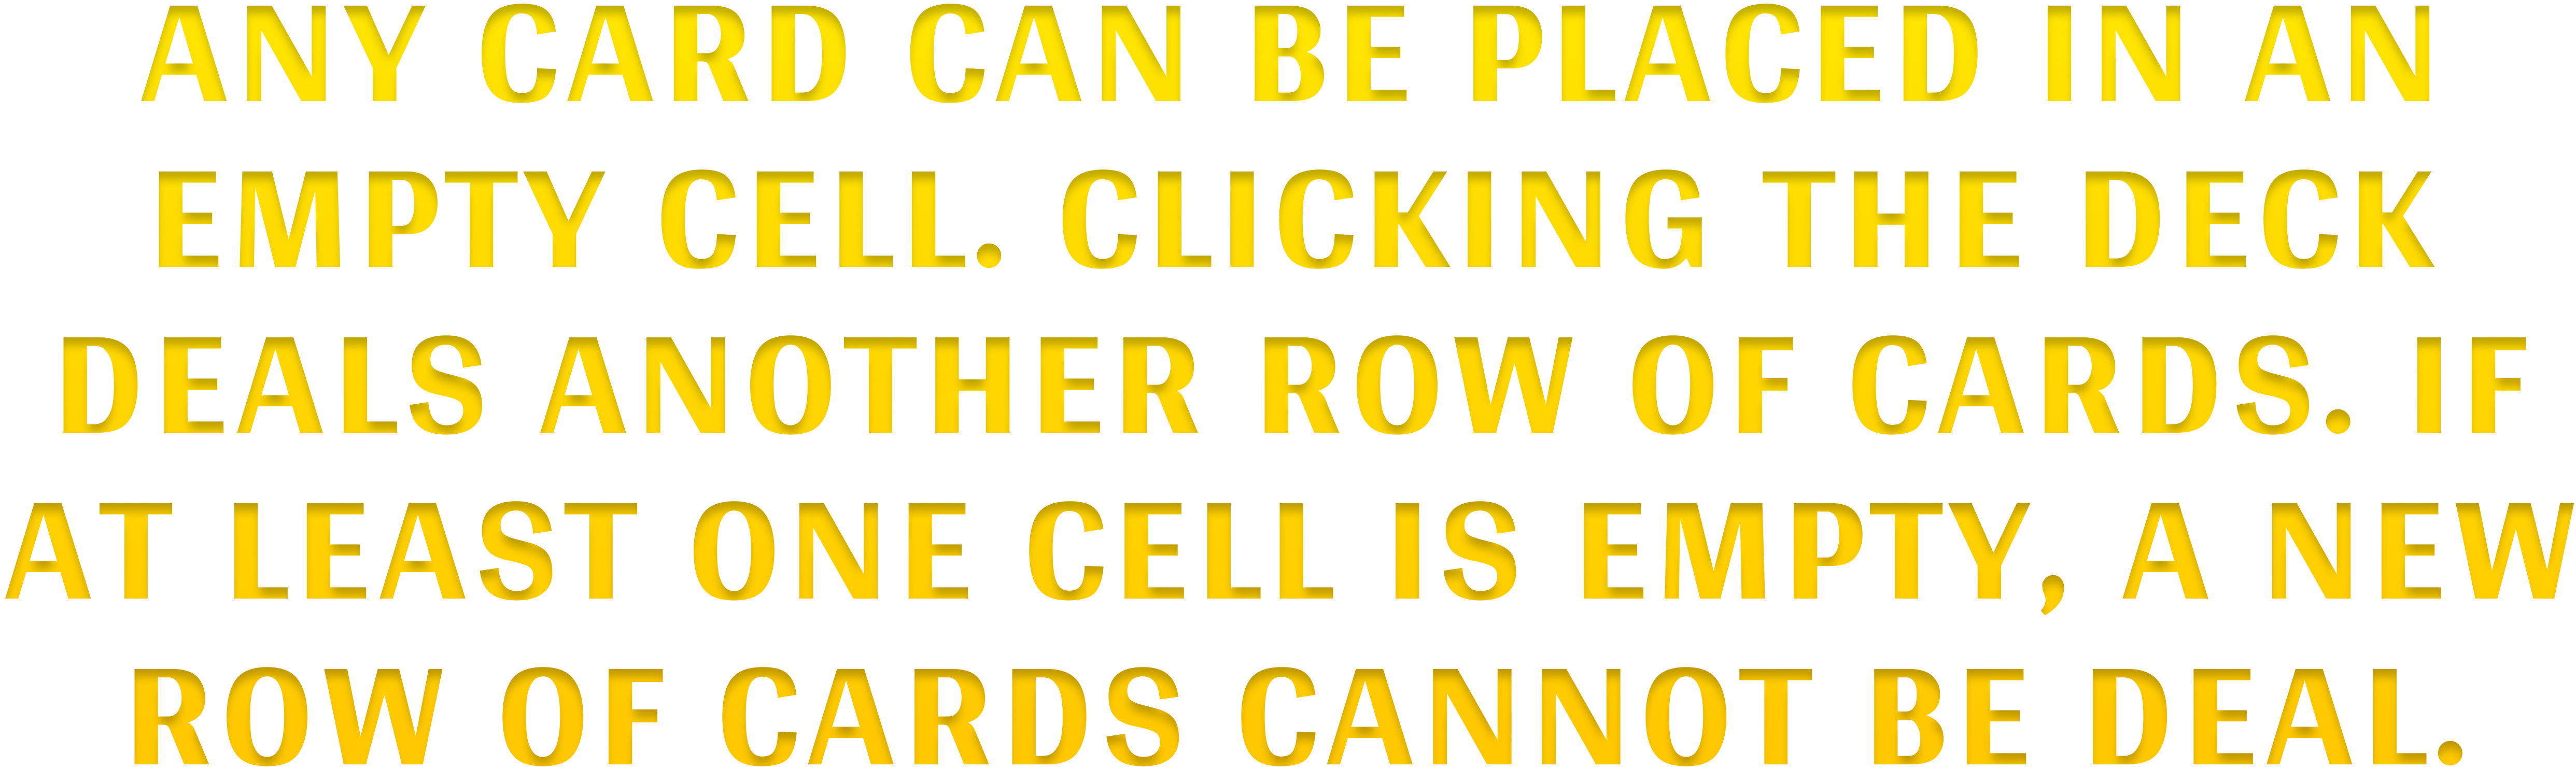 ANY CARD CAN BE PLACED IN AN
EMPTY CELL. CLICKING THE DECK
DEALS ANOTHER ROW OF CARDS. IF
AT LEAST ONE CELL IS EMPTY, A NEW
ROW OF CARDS CANNOT BE DEAL.